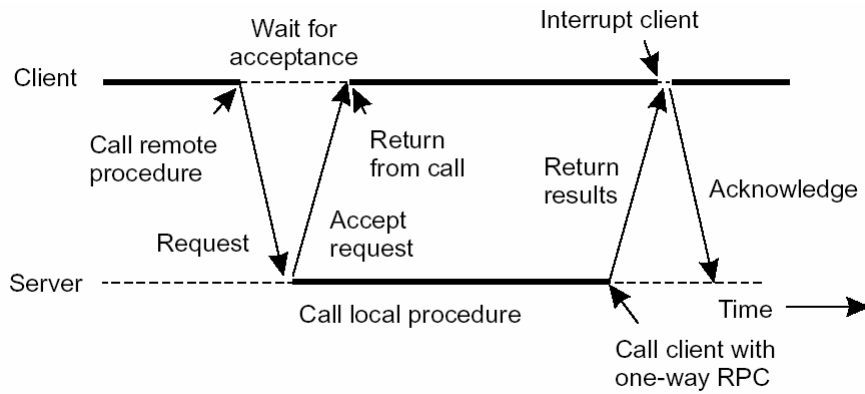 Interrupt client
Wait for
acceptance
Client
Call remote
procedure
Return
from call
Return
results
Acknowledge
Request
Accept
request
Server
Call local procedure
Time
Call client with
one-way RPC